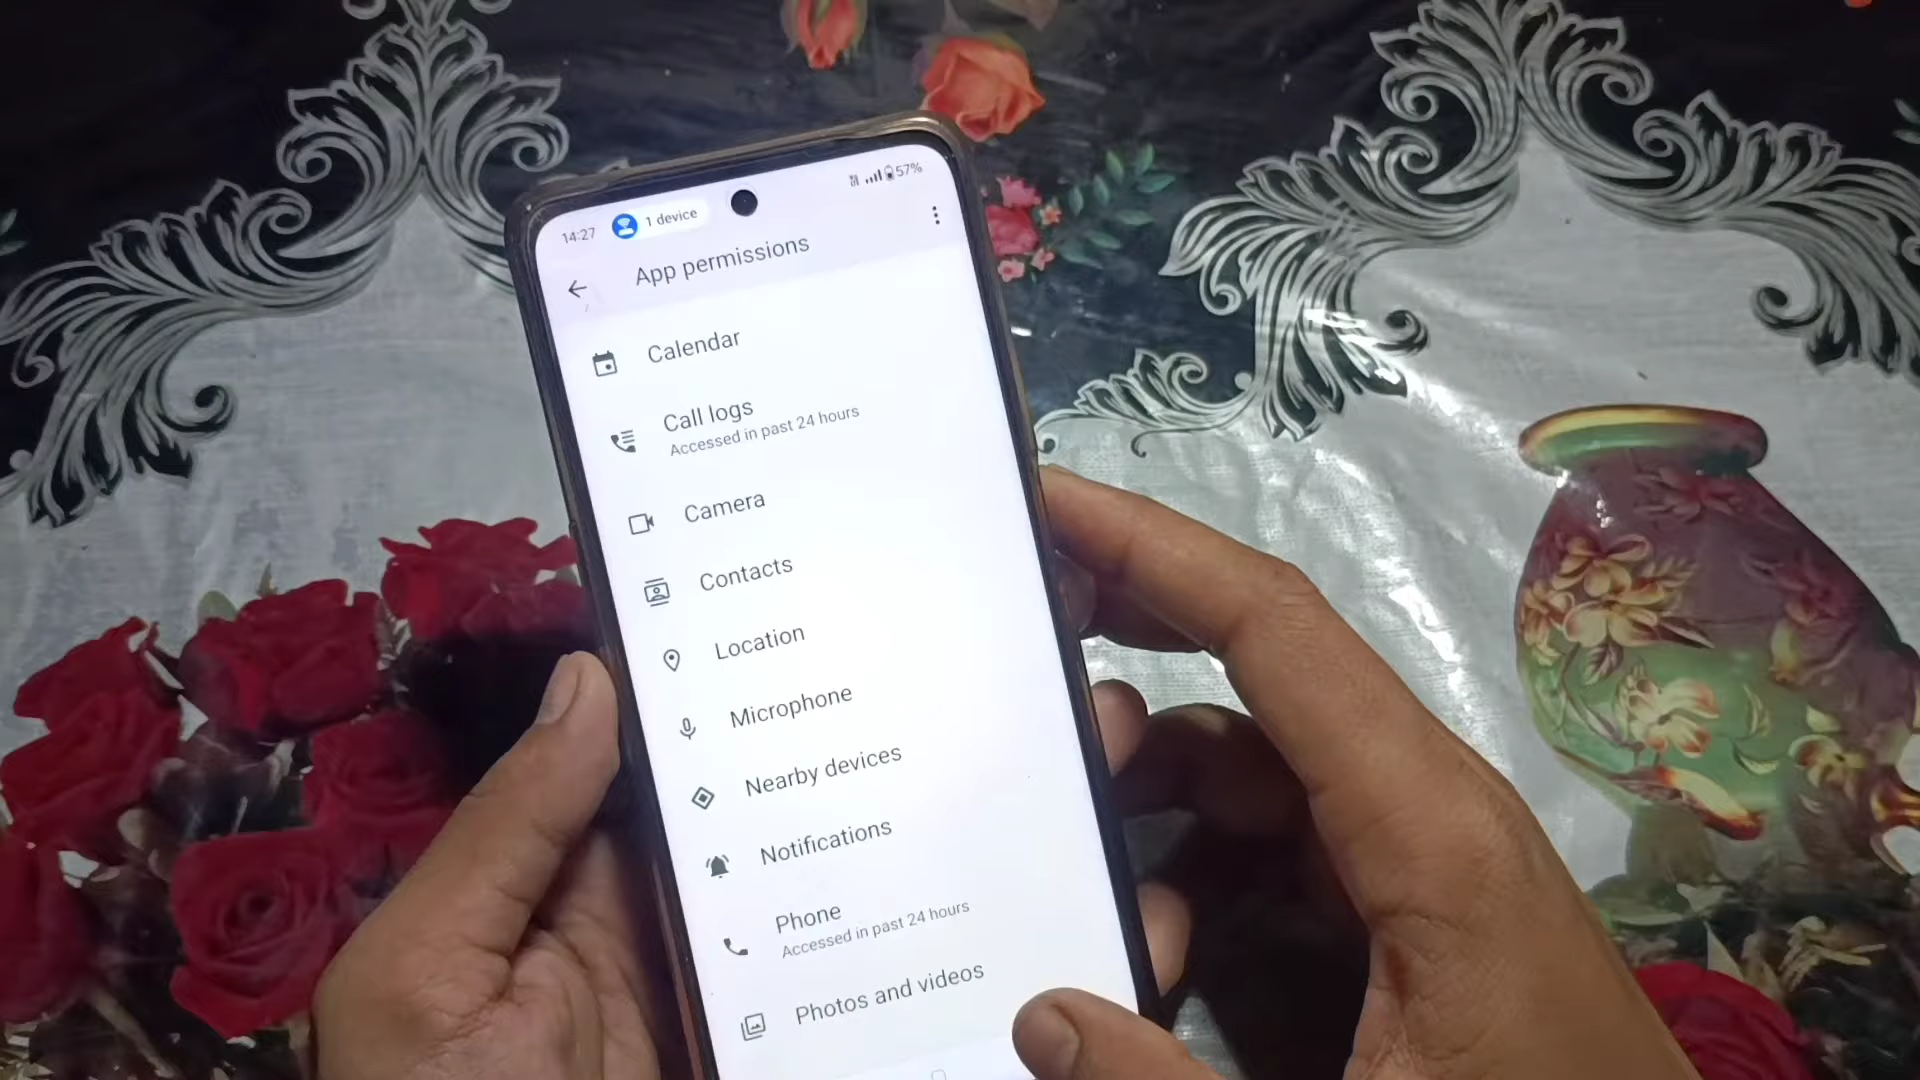 14:27
1 device
57%
App permissions
Calendar
Call logs
Accessed in past 24 hours
Camera
Contacts
Location
Microphone
Nearby devices
Notifications
Phone
Accessed in past 24 hours
Photos and videos